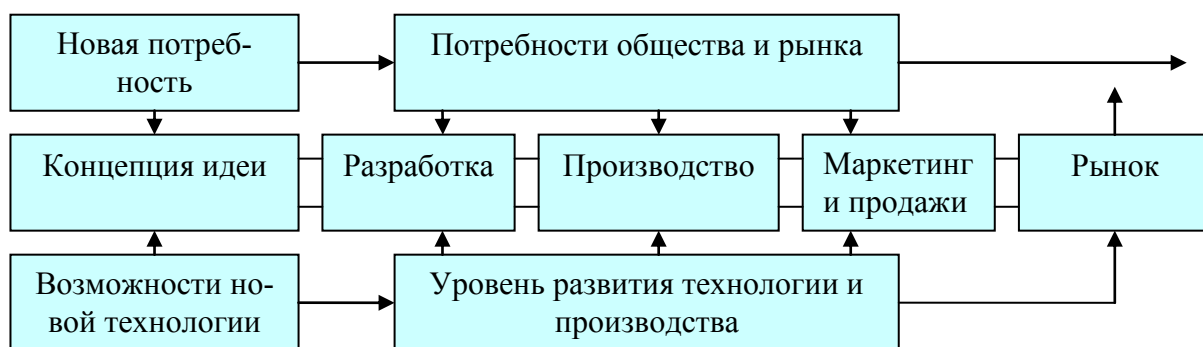 Новая потреб-
ность
Потребности общества и рынка
Концепция идеи
Разработка
Производство
Маркетинг
и продажи
Рынок
Возможности но-
вой технологии
Уровень развития технологии и
производства